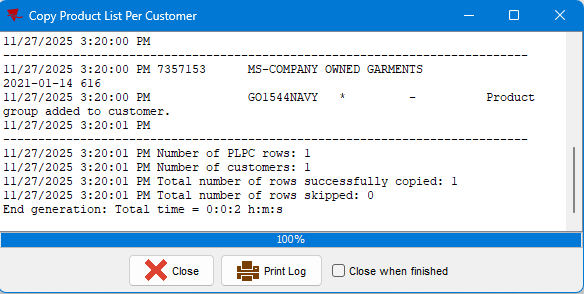 Copy Product List Per Customer
11/27/2025 3:20:00 PM
---------------------------------------------------------------------------
11/27/2025 3:20:00 PM 7357153      MS-COMPANY OWNED GARMENTS
2021-01-14 616
11/27/2025 3:20:00 PM              GO1544NAVY   *         -          Product
group added to customer.
11/27/2025 3:20:01 PM
---------------------------------------------------------------------------
11/27/2025 3:20:01 PM Number of PLPC rows: 1
11/27/2025 3:20:01 PM Number of customers: 1
11/27/2025 3:20:01 PM Total number of rows successfully copied: 1
11/27/2025 3:20:01 PM Total number of rows skipped: 0
End generation: Total time = 0:0:2 h:m:s
100%
Close
Print Log
Close when finished